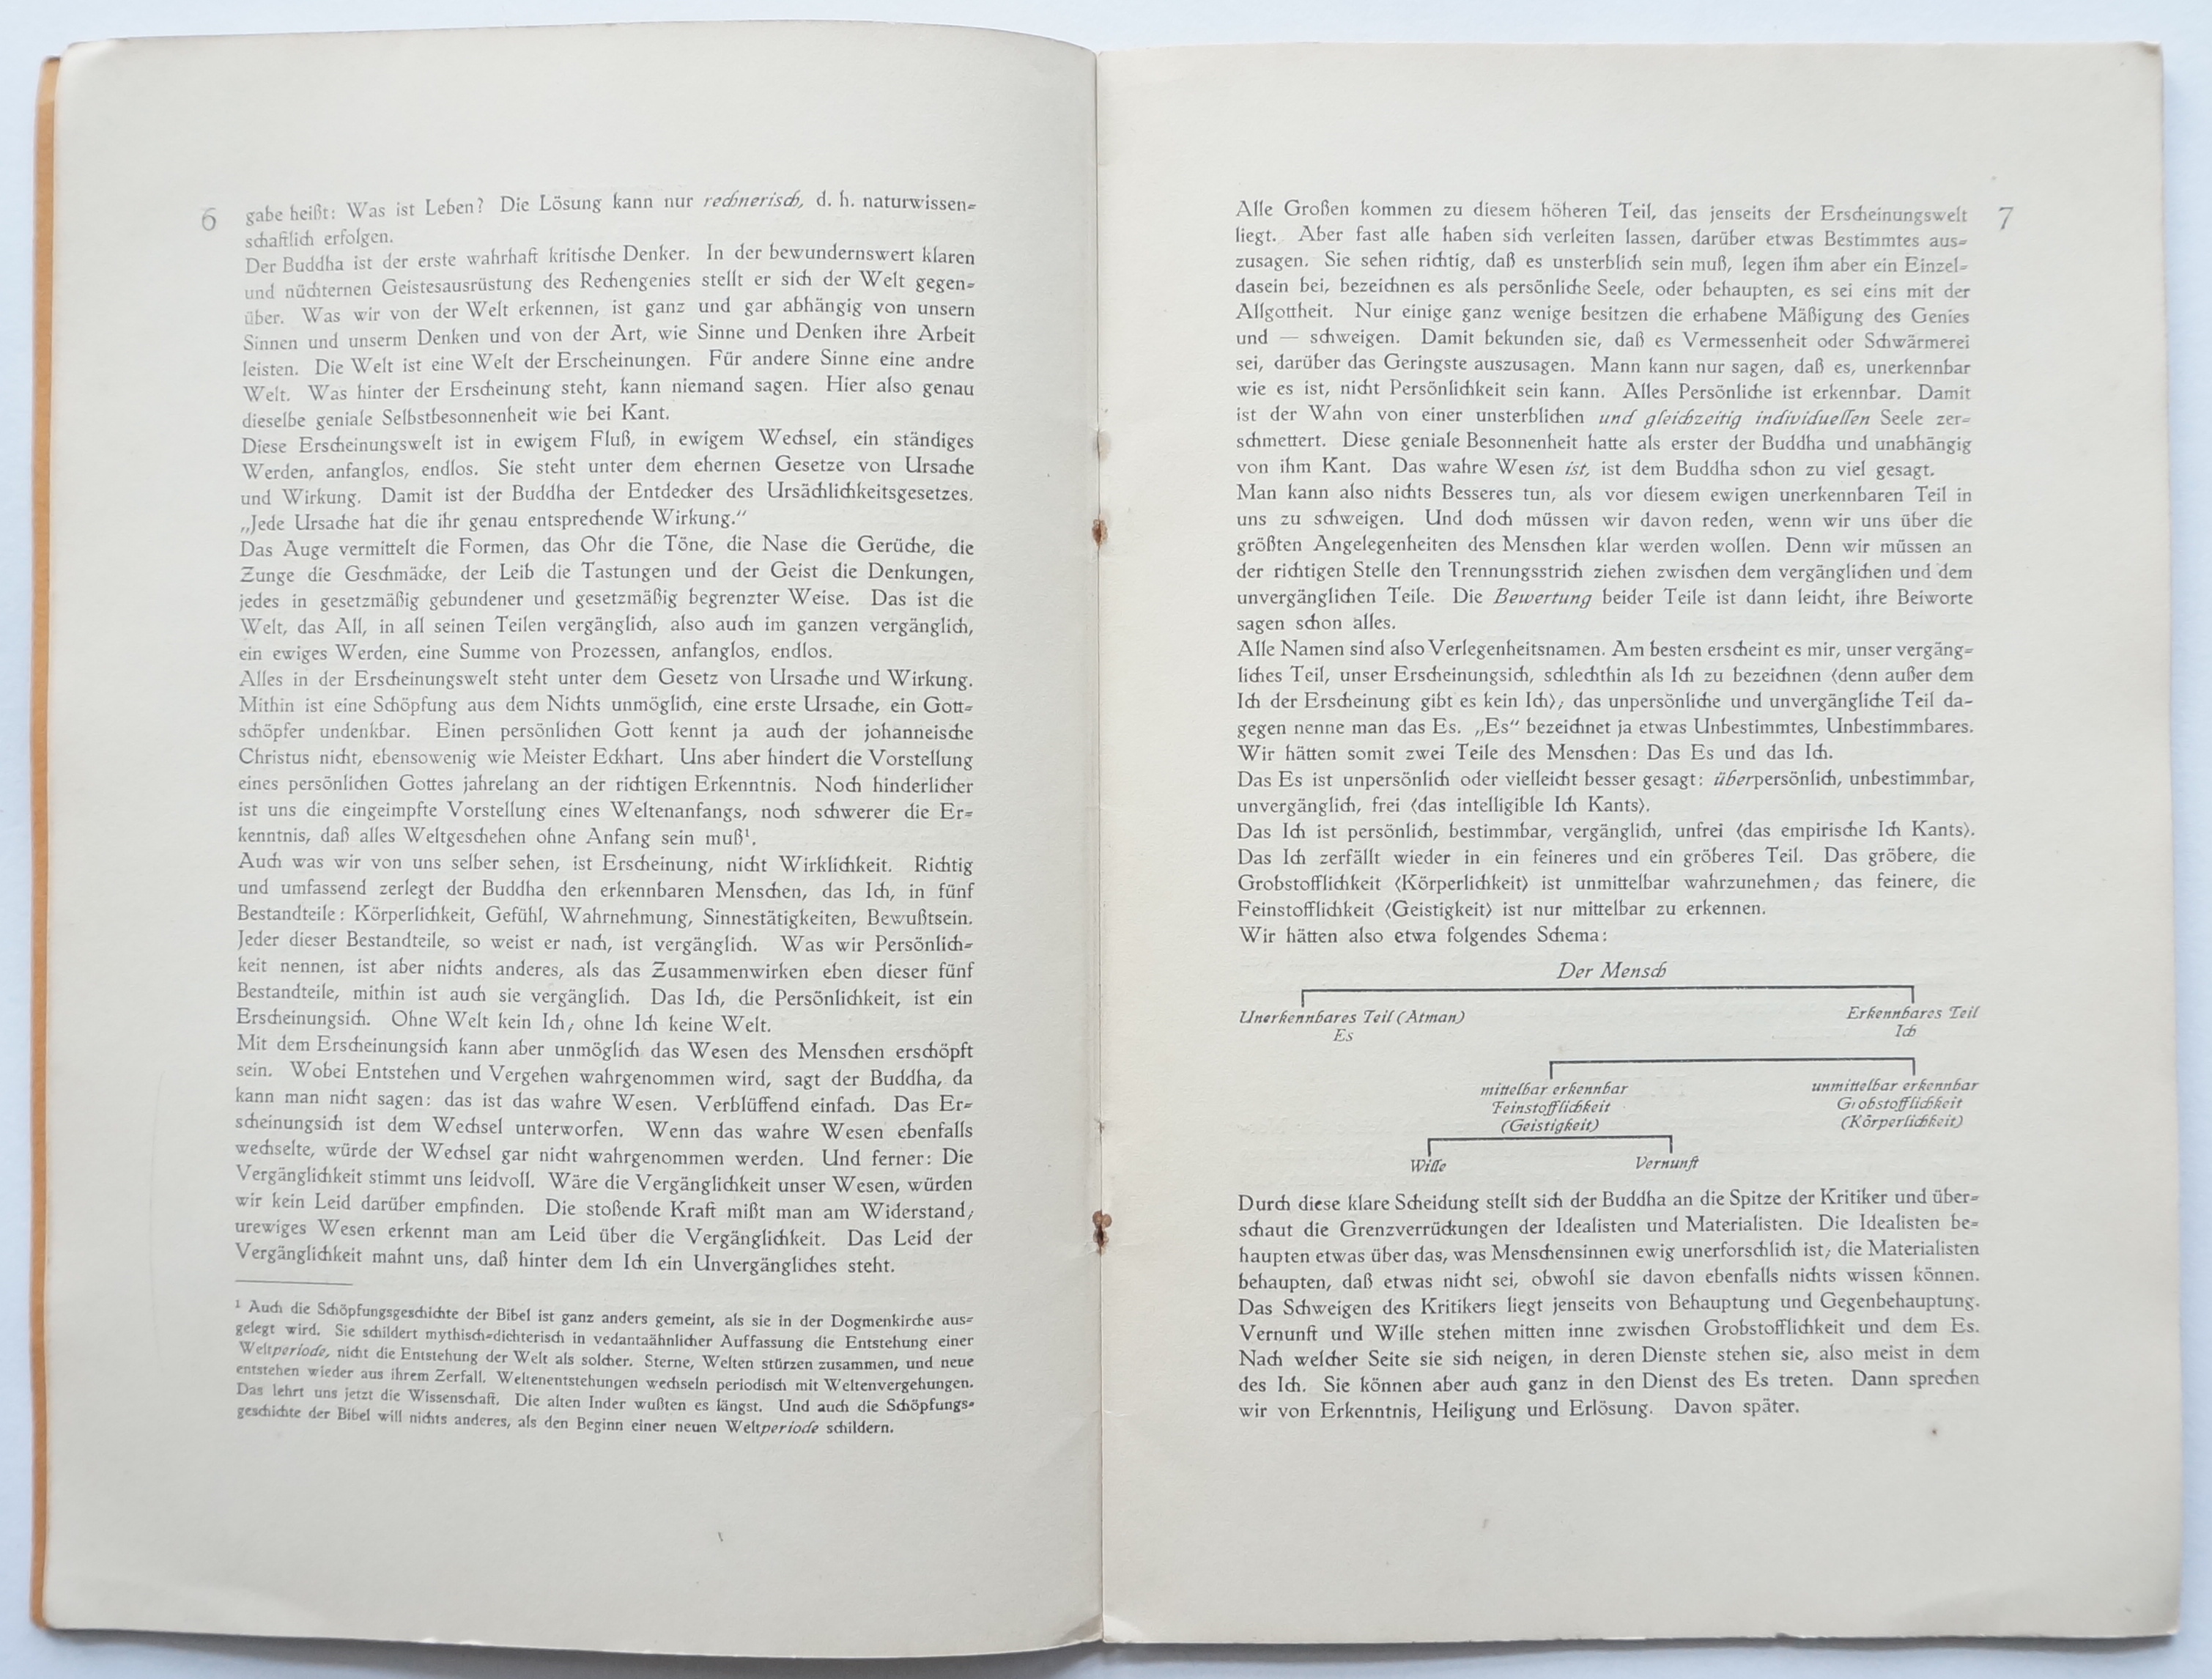 6
gabe heißt: Was ist Leben? Die Lösung kann nur rechnerisch, d. h. naturwissen=
schaftlich erfolgen.
Der Buddha ist der erste wahrhaft kritische Denker. In der bewundernswert klaren
und nüchternen Geistesausrüstung des Rechengenies stellt er sich der Welt gegen=
über. Was wir von der Welt erkennen, ist ganz und gar abhängig von unsern
Sinnen und unserm Denken und von der Art, wie Sinne und Denken ihre Arbeit
leisten. Die Welt ist eine Welt der Erscheinungen. Für andere Sinne eine andre
Welt. Was hinter der Erscheinung steht, kann niemand sagen. Hier also genau
dieselbe geniale Selbstbesonnenheit wie bei Kant.
Diese Erscheinungswelt ist in ewigem Fluß, in ewigem Wechsel, ein ständiges
Werden, anfanglos, endlos. Sie steht unter dem ehernen Gesetze von Ursache
und Wirkung. Damit ist der Buddha der Entdecker des Ursächlichkeitsgesetzes.
„Jede Ursache hat die ihr genau entsprechende Wirkung.“
Das Auge vermittelt die Formen, das Ohr die Töne, die Nase die Gerüche, die
Zunge die Geschmäcke, der Leib die Tastungen und der Geist die Denkungen,
jedes in gesetzmäßig gebundener und gesetzmäßig begrenzter Weise. Das ist die
Welt, das All, in all seinen Teilen vergänglich, also auch im ganzen vergänglich,
ein ewiges Werden, eine Summe von Prozessen, anfanglos, endlos.
Alles in der Erscheinungswelt steht unter dem Gesetz von Ursache und Wirkung.
Mithin ist eine Schöpfung aus dem Nichts unmöglich, eine erste Ursache, ein Gott=
schöpfer undenkbar. Einen persönlichen Gott kennt ja auch der johanneische
Christus nicht, ebensowenig wie Meister Eckhart. Uns aber hindert die Vorstellung
eines persönlichen Gottes jahrelang an der richtigen Erkenntnis. Noch hinderlicher
ist uns die eingeimpfte Vorstellung eines Weltenanfangs, noch schwerer die Er=
kenntnis, daß alles Weltgeschehen ohne Anfang sein muß¹.
Auch was wir von uns selber sehen, ist Erscheinung, nicht Wirklichkeit. Richtig
und umfassend zerlegt der Buddha den erkennbaren Menschen, das Ich, in fünf
Bestandteile: Körperlichkeit, Gefühl, Wahrnehmung, Sinnestätigkeiten, Bewußtsein.
Jeder dieser Bestandteile, so weist er nach, ist vergänglich. Was wir Persönlich=
keit nennen, ist aber nichts anderes, als das Zusammenwirken eben dieser fünf
Bestandteile, mithin ist auch sie vergänglich. Das Ich, die Persönlichkeit, ist ein
Erscheinungsich. Ohne Welt kein Ich; ohne Ich keine Welt.
Mit dem Erscheinungsich kann aber unmöglich das Wesen des Menschen erschöpft
sein. Wobei Entstehen und Vergehen wahrgenommen wird, sagt der Buddha, da
kann man nicht sagen: das ist das wahre Wesen. Verblüffend einfach. Das Er=
scheinungsich ist dem Wechsel unterworfen. Wenn das wahre Wesen ebenfalls
wechselte, würde der Wechsel gar nicht wahrgenommen werden. Und ferner: Die
Vergänglichkeit stimmt uns leidvoll. Wäre die Vergänglichkeit unser Wesen, würden
wir kein Leid darüber empfinden. Die stoßende Kraft mißt man am Widerstand;
urewiges Wesen erkennt man am Leid über die Vergänglichkeit. Das Leid der
Vergänglichkeit mahnt uns, daß hinter dem Ich ein Unvergängliches steht.
¹ Auch die Schöpfungsgeschichte der Bibel ist ganz anders gemeint, als sie in der Dogmenkirche aus=
gelegt wird. Sie schildert mythisch=dichterisch in vedantaähnlicher Auffassung die Entstehung einer
Weltperiode, nicht die Entstehung der Welt als solcher. Sterne, Welten stürzen zusammen, und neue
entstehen wieder aus ihrem Zerfall. Weltenentstehungen wechseln periodisch mit Weltenvergehungen.
Das lehrt uns jetzt die Wissenschaft. Die alten Inder wußten es längst. Und auch die Schöpfungs=
geschichte der Bibel will nichts anderes, als den Beginn einer neuen Weltperiode schildern.
7
Alle Großen kommen zu diesem höheren Teil, das jenseits der Erscheinungswelt
liegt. Aber fast alle haben sich verleiten lassen, darüber etwas Bestimmtes aus=
zusagen. Sie sehen richtig, daß es unsterblich sein muß, legen ihm aber ein Einzel=
dasein bei, bezeichnen es als persönliche Seele, oder behaupten, es sei eins mit der
Allgottheit. Nur einige ganz wenige besitzen die erhabene Mäßigung des Genies
und — schweigen. Damit bekunden sie, daß es Vermessenheit oder Schwärmerei
sei, darüber das Geringste auszusagen. Mann kann nur sagen, daß es, unerkennbar
wie es ist, nicht Persönlichkeit sein kann. Alles Persönliche ist erkennbar. Damit
ist der Wahn von einer unsterblichen und gleichzeitig individuellen Seele zer=
schmettert. Diese geniale Besonnenheit hatte als erster der Buddha und unabhängig
von ihm Kant. Das wahre Wesen ist, ist dem Buddha schon zu viel gesagt.
Man kann also nichts Besseres tun, als vor diesem ewigen unerkennbaren Teil in
uns zu schweigen. Und doch müssen wir davon reden, wenn wir uns über die
größten Angelegenheiten des Menschen klar werden wollen. Denn wir müssen an
der richtigen Stelle den Trennungsstrich ziehen zwischen dem vergänglichen und dem
unvergänglichen Teile. Die Bewertung beider Teile ist dann leicht, ihre Beiworte
sagen schon alles.
Alle Namen sind also Verlegenheitsnamen. Am besten erscheint es mir, unser vergäng=
liches Teil, unser Erscheinungsich, schlechthin als Ich zu bezeichnen (denn außer dem
Ich der Erscheinung gibt es kein Ich); das unpersönliche und unvergängliche Teil da-
gegen nenne man das Es. „Es“ bezeichnet ja etwas Unbestimmtes, Unbestimmbares.
Wir hätten somit zwei Teile des Menschen: Das Es und das Ich.
Das Es ist unpersönlich oder vielleicht besser gesagt: überpersönlich, unbestimmbar,
unvergänglich, frei (das intelligible Ich Kants).
Das Ich ist persönlich, bestimmbar, vergänglich, unfrei (das empirische Ich Kants).
Das Ich zerfällt wieder in ein feineres und ein gröberes Teil. Das gröbere, die
Grobstofflichkeit (Körperlichkeit) ist unmittelbar wahrzunehmen; das feinere, die
Feinstofflichkeit (Geistigkeit) ist nur mittelbar zu erkennen.
Wir hätten also etwa folgendes Schema:
Der Mensch
Unerkennbares Teil (Atman)
Es
Erkennbares Teil
Ich
mittelbar erkennbar
Feinstofflichkeit
(Geistigkeit)
unmittelbar erkennbar
Grobstofflichkeit
(Körperlichkeit)
Wille
Vernunft
Durch diese klare Scheidung stellt sich der Buddha an die Spitze der Kritiker und über=
schaut die Grenzverrückungen der Idealisten und Materialisten. Die Idealisten be=
haupten etwas über das, was Menschensinnen ewig unerforschlich ist; die Materialisten
behaupten, daß etwas nicht sei, obwohl sie davon ebenfalls nichts wissen können.
Das Schweigen des Kritikers liegt jenseits von Behauptung und Gegenbehauptung.
Vernunft und Wille stehen mitten inne zwischen Grobstofflichkeit und dem Es.
Nach welcher Seite sie sich neigen, in deren Dienste stehen sie, also meist in dem
des Ich. Sie können aber auch ganz in den Dienst des Es treten. Dann sprechen
wir von Erkenntnis, Heiligung und Erlösung. Davon später.